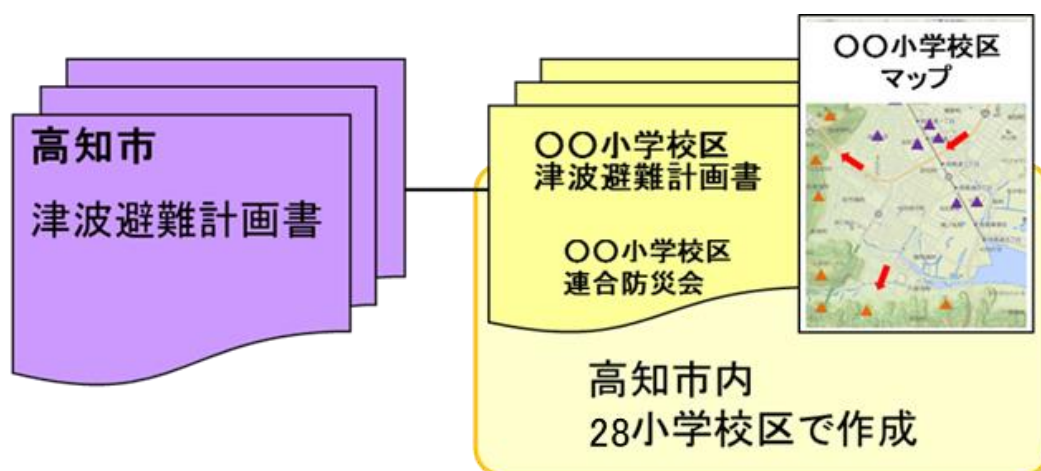 高知市
津波避難計画書
〇〇小学校区
津波避難計画書
〇〇小学校区
連合防災会
〇〇小学校区
マップ
高知市内
28小学校区で作成